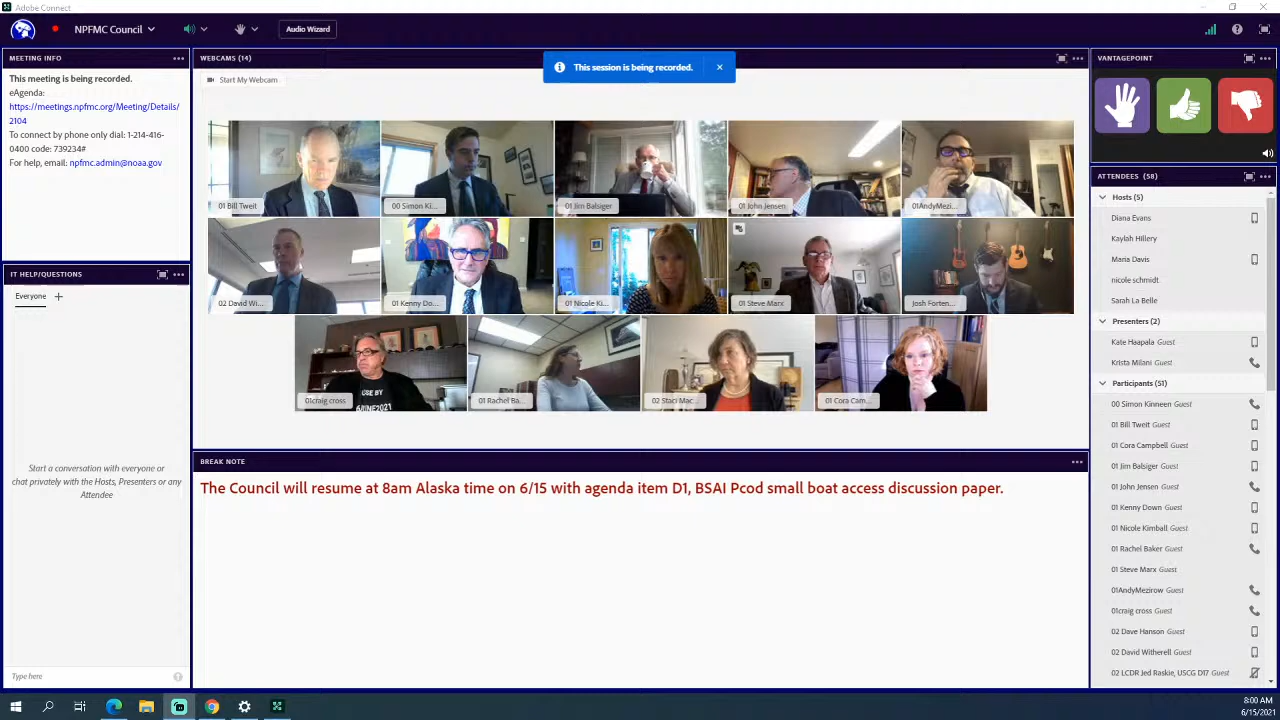 Adobe Connect
NPFMC Council
Audio Wizard
MEETING INFO
This meeting is being recorded.
eAgenda:
https://meetings.npfmc.org/Meeting/Details/
2104
To connect by phone only dial: 1-214-416-
0400 code: 739234#
For help, email: npfmc.admin@noaa.gov
IT HELP/QUESTIONS
Everyone
Start a conversation with everyone or
chat privately with the Hosts, Presenters or any
Attendee
Type here
WEBCAMS (14)
This session is being recorded.
Start My Webcam
01 Bill Tweit
00 Simon Ki...
01 Jim Balsiger
01 John Jensen
01AndyMezi...
02 David Wi...
01 Kenny Do...
01 Nicole Ki...
01 Steve Marx
Josh Forten...
01craig cross
01 Rachel Ba...
02 Staci Mac...
01 Cora Cam...
USE BY
6JUNE2021
BREAK NOTE
The Council will resume at 8am Alaska time on 6/15 with agenda item D1, BSAI Pcod small boat access discussion paper.
VANTAGEPOINT
ATTENDEES (58)
Hosts (5)
Diana Evans
Kaylah Hillery
Maria Davis
nicole schmidt
Sarah La Belle
Presenters (2)
Kate Haapala Guest
Krista Milani Guest
Participants (51)
00 Simon Kinneen Guest
01 Bill Tweit Guest
01 Cora Campbell Guest
01 Jim Balsiger Guest
01 John Jensen Guest
01 Kenny Down Guest
01 Nicole Kimball Guest
01 Rachel Baker Guest
01 Steve Marx Guest
01AndyMezirow Guest
01craig cross Guest
02 Dave Hanson Guest
02 David Witherell Guest
02 LCDR Jed Raskie, USCG D17 Guest
8:00 AM
6/15/2021